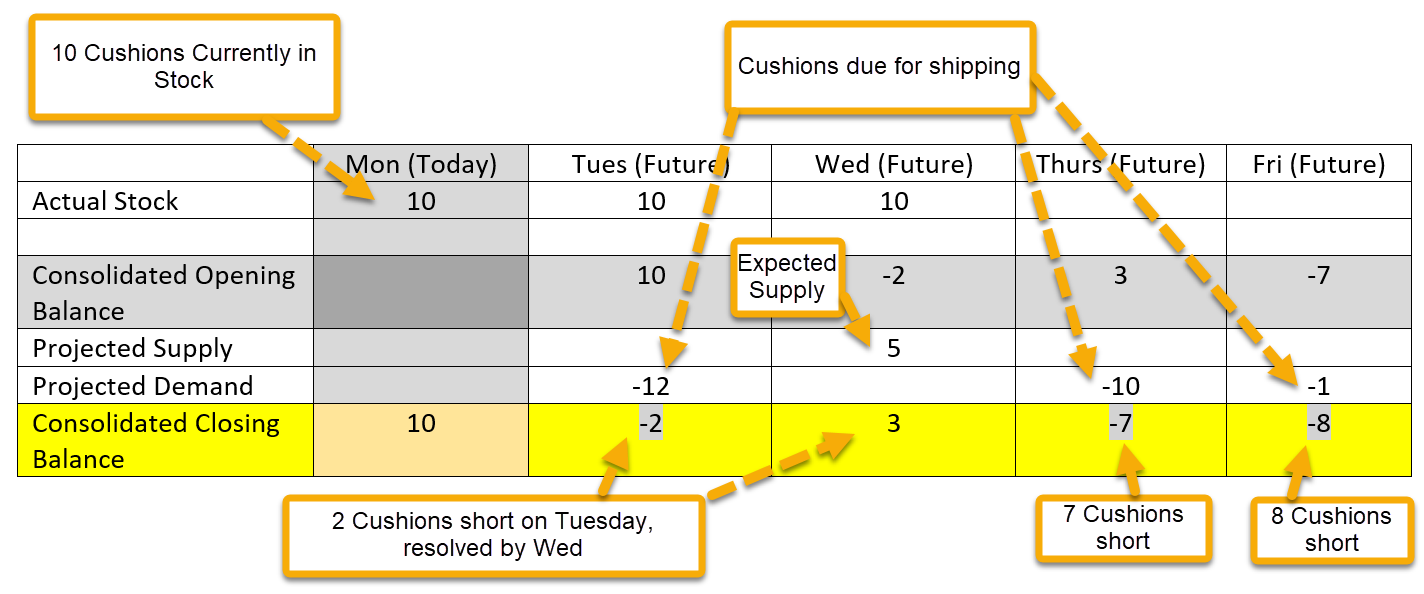 10 Cushions Currently in
Stock
Cushions due for shipping
Mon (Today) Tues (Future) Wed (Future) Thurs (Future) Fri (Future)
Actual Stock 10 10 10
Expected
Supply
Consolidated Opening
Balance
10 -2 3 -7
Projected Supply 5
Projected Demand -12 -10 -1
Consolidated Closing
Balance
10 -2 3 -7 -8
2 Cushions short on Tuesday,
resolved by Wed
7 Cushions
short
8 Cushions
short